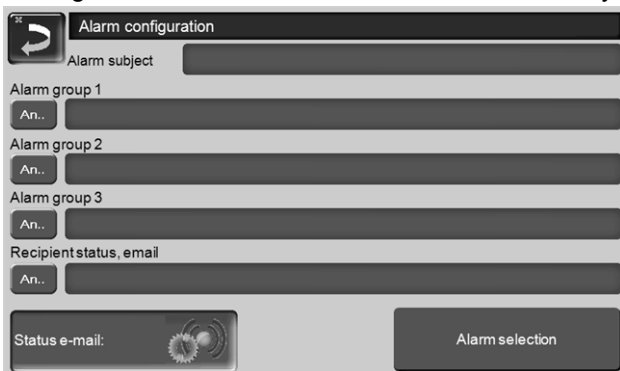 Alarm configuration
Alarm subject
Alarm group 1
An..
Alarm group 2
An..
Alarm group 3
An..
Recipient status, email
An..
Status e-mail:
Alarm selection